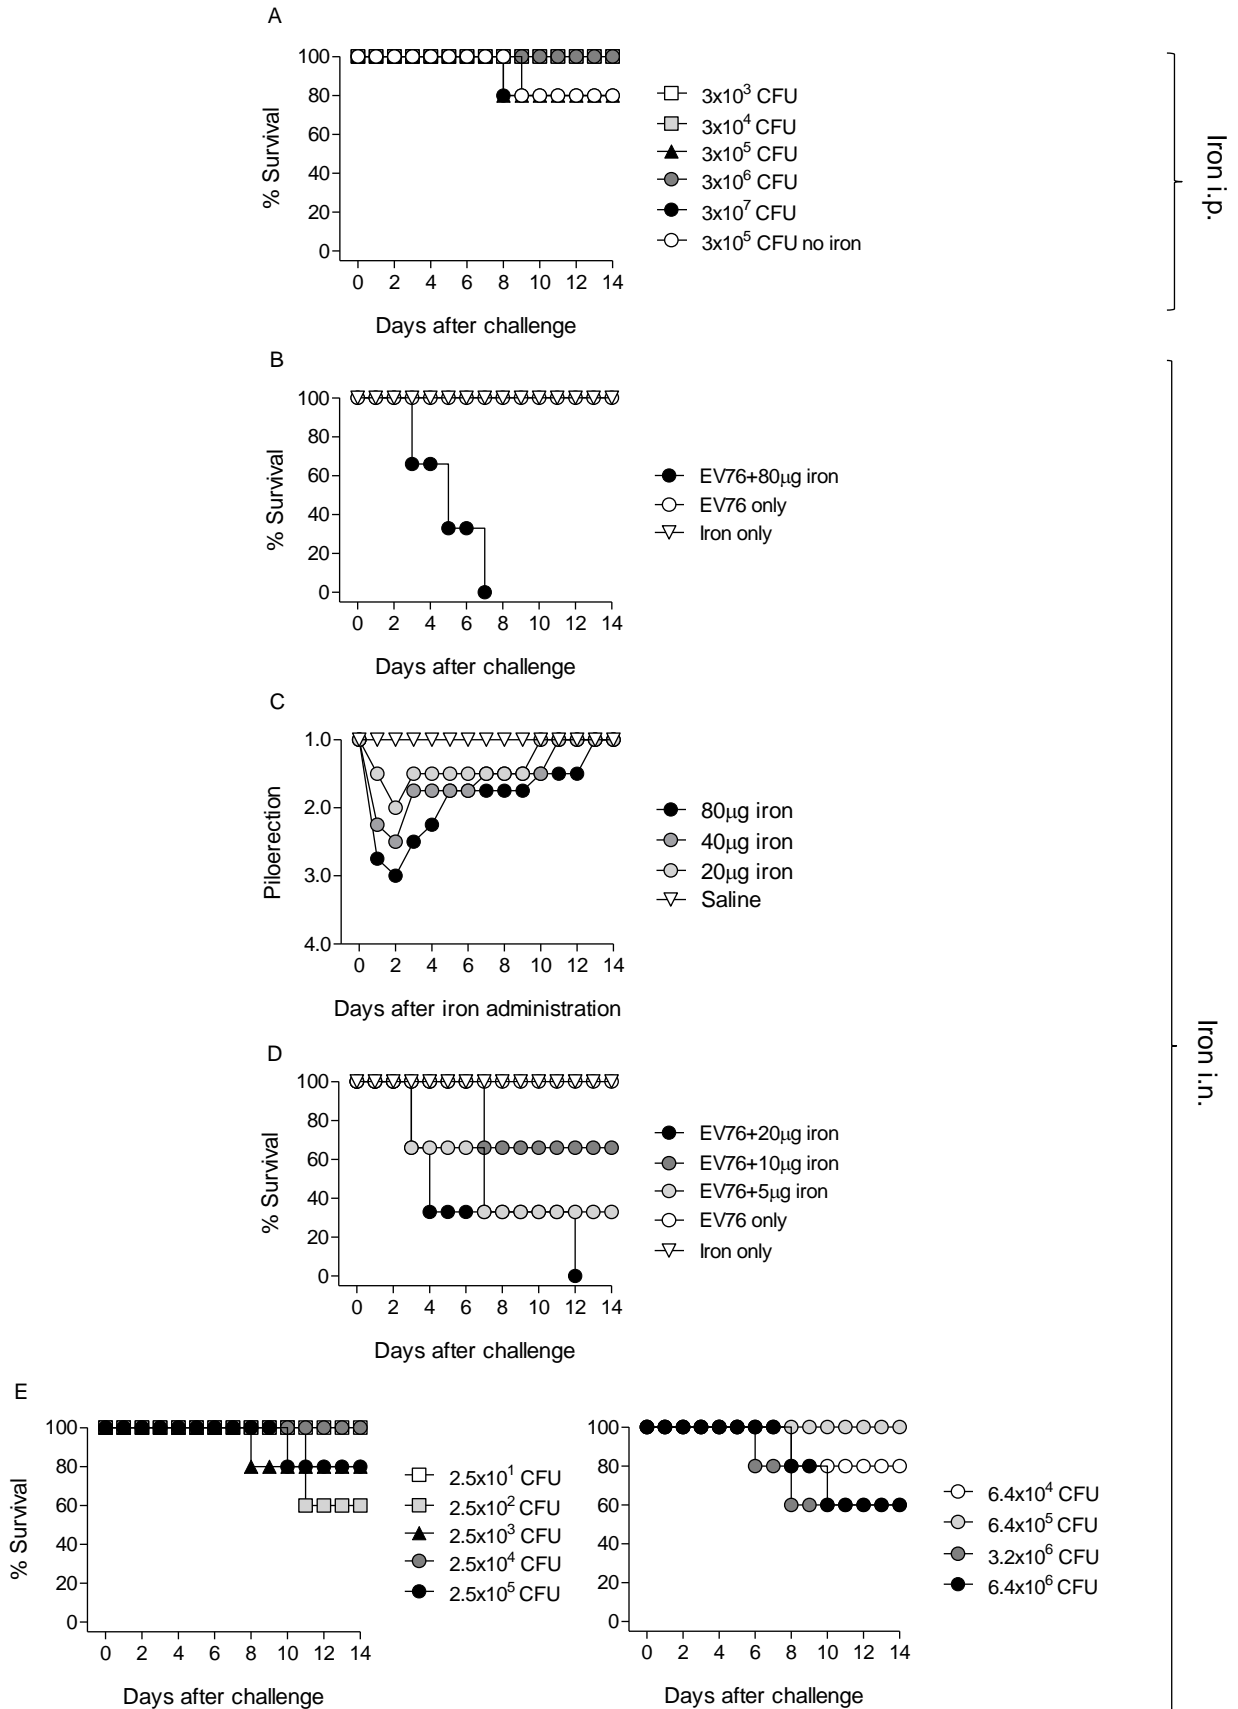 A
100
80
60
40
20
0
% Survival
0 2 4 6 8 10 12 14
Days after challenge
3x10³ CFU
3x10⁴ CFU
3x10⁵ CFU
3x10⁶ CFU
3x10⁷ CFU
3x10⁵ CFU no iron
Iron i.p.
B
100
80
60
40
20
0
% Survival
0 2 4 6 8 10 12 14
Days after challenge
EV76+80µg iron
EV76 only
Iron only
C
1.0
2.0
3.0
4.0
Piloerection
0 2 4 6 8 10 12 14
Days after iron administration
80µg iron
40µg iron
20µg iron
Saline
Iron i.n.
D
100
80
60
40
20
0
% Survival
0 2 4 6 8 10 12 14
Days after challenge
EV76+20µg iron
EV76+10µg iron
EV76+5µg iron
EV76 only
Iron only
E
100
80
60
40
20
0
% Survival
0 2 4 6 8 10 12 14
Days after challenge
2.5x10¹ CFU
2.5x10² CFU
2.5x10³ CFU
2.5x10⁴ CFU
2.5x10⁵ CFU
100
80
60
40
20
0
% Survival
0 2 4 6 8 10 12 14
Days after challenge
6.4x10⁴ CFU
6.4x10⁵ CFU
3.2x10⁶ CFU
6.4x10⁶ CFU